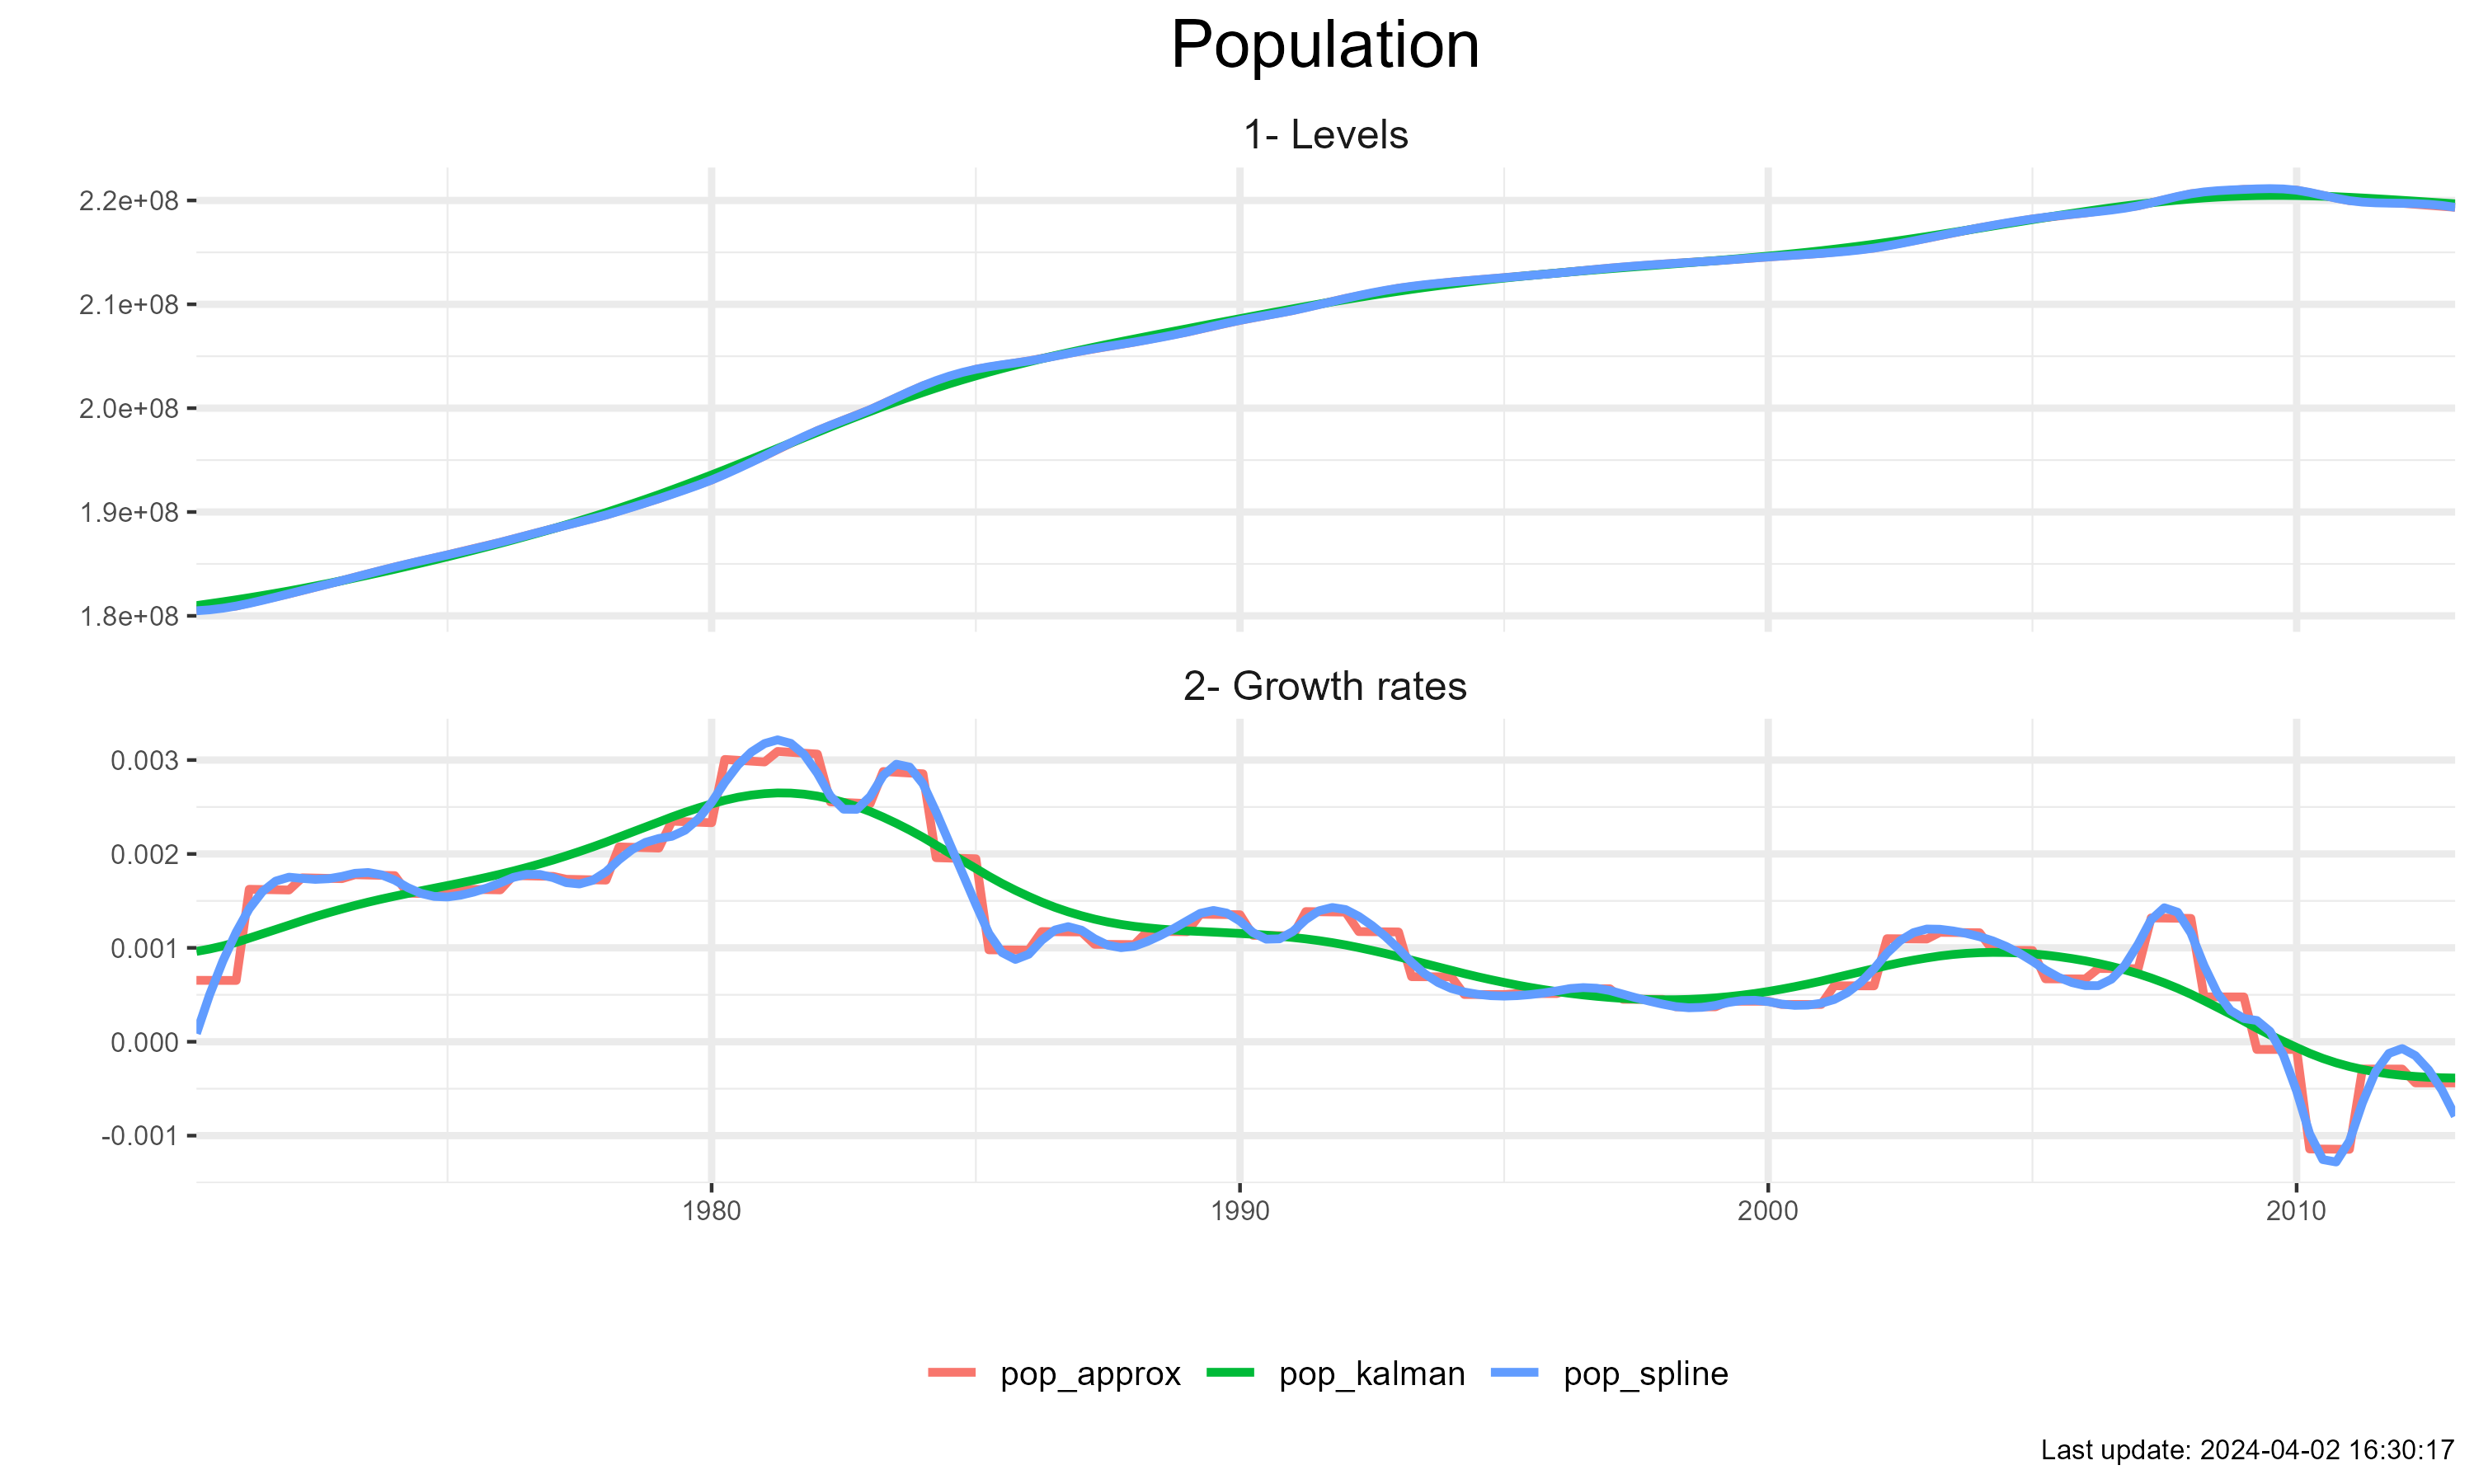 Population
1- Levels
2.2e+08
2.1e+08
2.0e+08
1.9e+08
1.8e+08
2- Growth rates
0.003
0.002
0.001
0.000
-0.001
1980 1990 2000 2010
pop_approx pop_kalman pop_spline
Last update: 2024-04-02 16:30:17